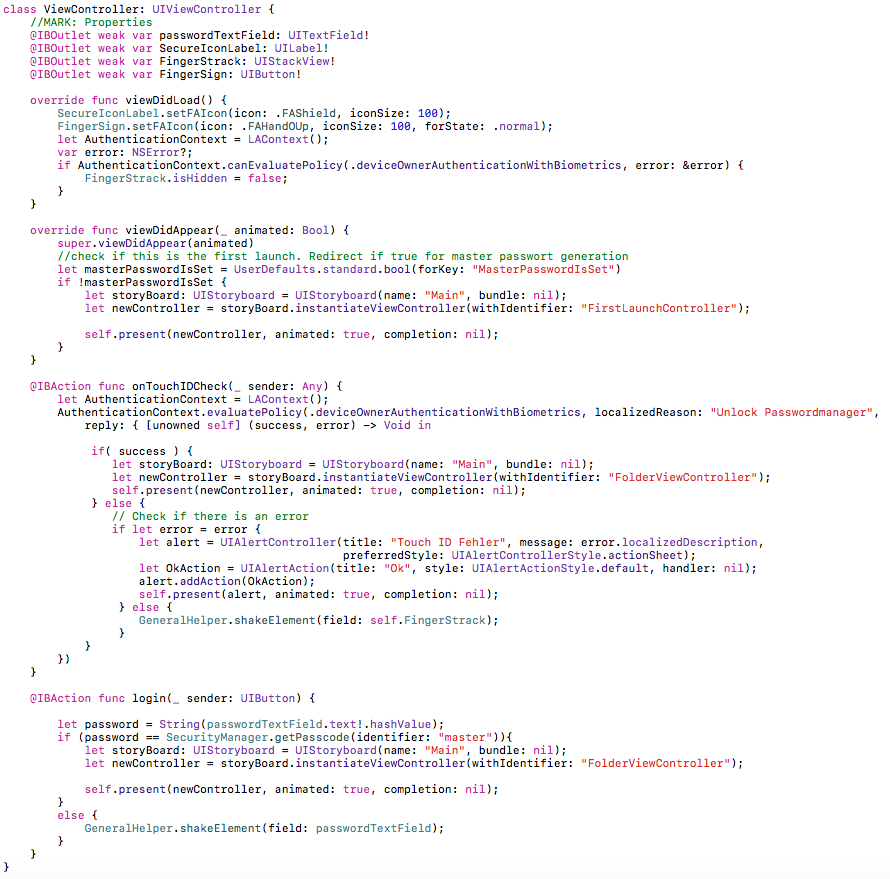 class ViewController: UIViewController {
//MARK: Properties
@IBOutlet weak var passwordTextField: UITextField!
@IBOutlet weak var SecureIconLabel: UILabel!
@IBOutlet weak var FingerStrack: UIStackView!
@IBOutlet weak var FingerSign: UIButton!
override func viewDidLoad() {
SecureIconLabel.setFAIcon(icon: .FAShield, iconSize: 100);
FingerSign.setFAIcon(icon: .FAHandOUp, iconSize: 100, forState: .normal);
let AuthenticationContext = LAContext();
var error: NSError?;
if AuthenticationContext.canEvaluatePolicy(.deviceOwnerAuthenticationWithBiometrics, error: &error) {
FingerStrack.isHidden = false;
}
}
override func viewDidAppear(_ animated: Bool) {
super.viewDidAppear(animated)
//check if this is the first launch. Redirect if true for master passwort generation
let masterPasswordIsSet = UserDefaults.standard.bool(forKey: "MasterPasswordIsSet")
if !masterPasswordIsSet {
let storyBoard: UIStoryboard = UIStoryboard(name: "Main", bundle: nil);
let newController = storyBoard.instantiateViewController(withIdentifier: "FirstLaunchController");
self.present(newController, animated: true, completion: nil);
}
}
@IBAction func onTouchIDCheck(_ sender: Any) {
let AuthenticationContext = LAContext();
AuthenticationContext.evaluatePolicy(.deviceOwnerAuthenticationWithBiometrics, localizedReason: "Unlock Passwordmanager",
reply: { [unowned self] (success, error) -> Void in
if( success ) {
let storyBoard: UIStoryboard = UIStoryboard(name: "Main", bundle: nil);
let newController = storyBoard.instantiateViewController(withIdentifier: "FolderViewController");
self.present(newController, animated: true, completion: nil);
} else {
// Check if there is an error
if let error = error {
let alert = UIAlertController(title: "Touch ID Fehler", message: error.localizedDescription,
preferredStyle: UIAlertControllerStyle.actionSheet);
let OkAction = UIAlertAction(title: "Ok", style: UIAlertActionStyle.default, handler: nil);
alert.addAction(OkAction);
self.present(alert, animated: true, completion: nil);
} else {
GeneralHelper.shakeElement(field: self.FingerStrack);
}
}
})
}
@IBAction func login(_ sender: UIButton) {
let password = String(passwordTextField.text!.hashValue);
if (password == SecurityManager.getPasscode(identifier: "master")){
let storyBoard: UIStoryboard = UIStoryboard(name: "Main", bundle: nil);
let newController = storyBoard.instantiateViewController(withIdentifier: "FolderViewController");
self.present(newController, animated: true, completion: nil);
}
else {
GeneralHelper.shakeElement(field: passwordTextField);
}
}
}